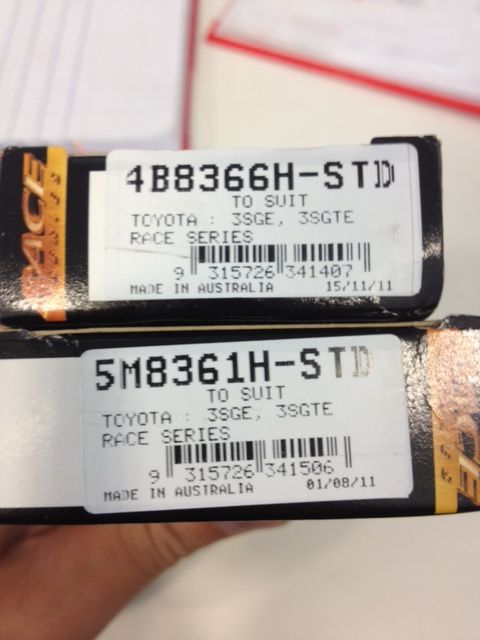 RACE
4B8366H-STD
TO SUIT
TOYOTA : 3SGE, 3SGTE
RACE SERIES
9 315726 341407
MADE IN AUSTRALIA 15/11/11
5M8361H-STD
TO SUIT
TOYOTA : 3SGE, 3SGTE
RACE SERIES
9 315726 341506
MADE IN AUSTRALIA 01/08/11